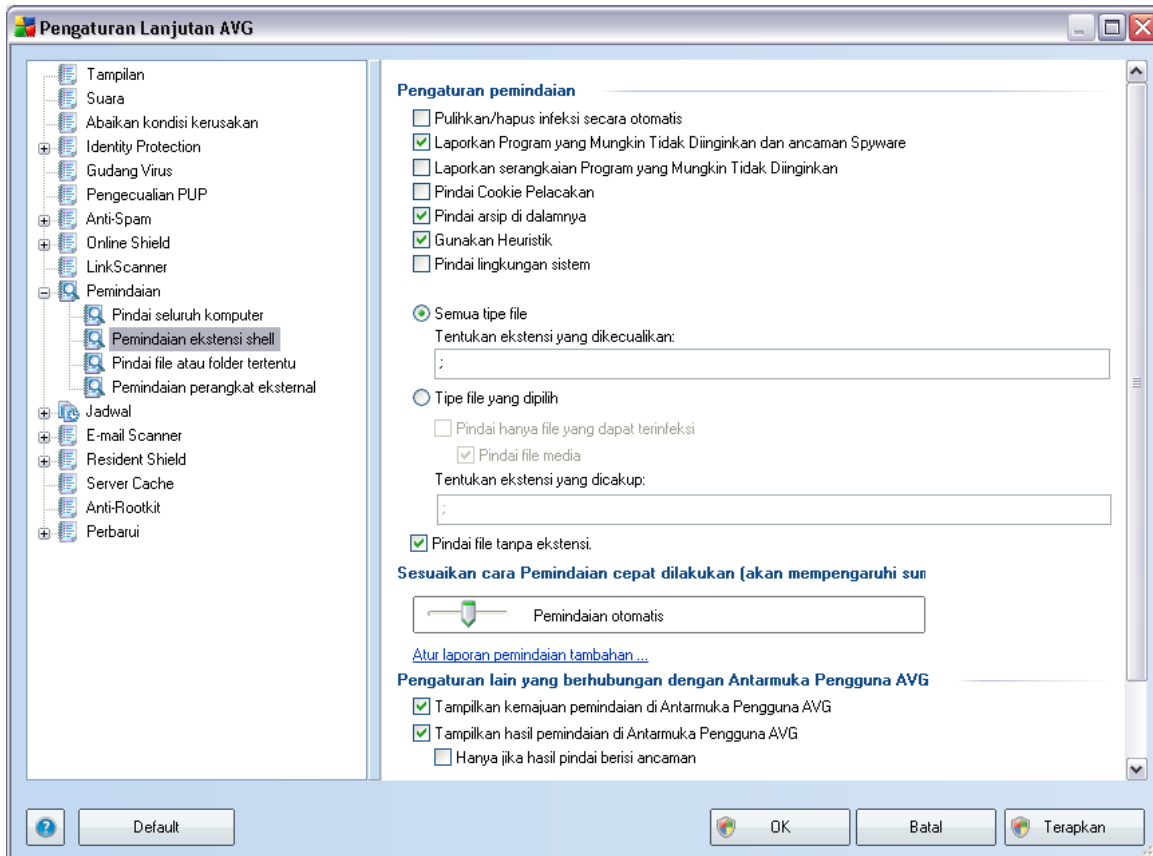 Pengaturan Lanjutan AVG
Tampilan
Suara
Abaikan kondisi kerusakan
Identity Protection
Gudang Virus
Pengecualian PUP
Anti-Spam
Online Shield
LinkScanner
Pemindaian
Pindai seluruh komputer
Pemindaian ekstensi shell
Pindai file atau folder tertentu
Pemindaian perangkat eksternal
Jadwal
E-mail Scanner
Resident Shield
Server Cache
Anti-Rootkit
Perbarui
Pengaturan pemindaian
Pulihkan/hapus infeksi secara otomatis
Laporkan Program yang Mungkin Tidak Diinginkan dan ancaman Spyware
Laporkan serangkaian Program yang Mungkin Tidak Diinginkan
Pindai Cookie Pelacakan
Pindai arsip di dalamnya
Gunakan Heuristik
Pindai lingkungan sistem
Semua tipe file
Tentukan ekstensi yang dikecualikan:
;
Tipe file yang dipilih
Pindai hanya file yang dapat terinfeksi
Pindai file media
Tentukan ekstensi yang dicakup:
;
Pindai file tanpa ekstensi.
Sesuaikan cara Pemindaian cepat dilakukan (akan mempengaruhi sum
Pemindaian otomatis
Atur laporan pemindaian tambahan ...
Pengaturan lain yang berhubungan dengan Antarmuka Pengguna AVG
Tampilkan kemajuan pemindaian di Antarmuka Pengguna AVG
Tampilkan hasil pemindaian di Antarmuka Pengguna AVG
Hanya jika hasil pindai berisi ancaman
Default
OK
Batal
Terapkan